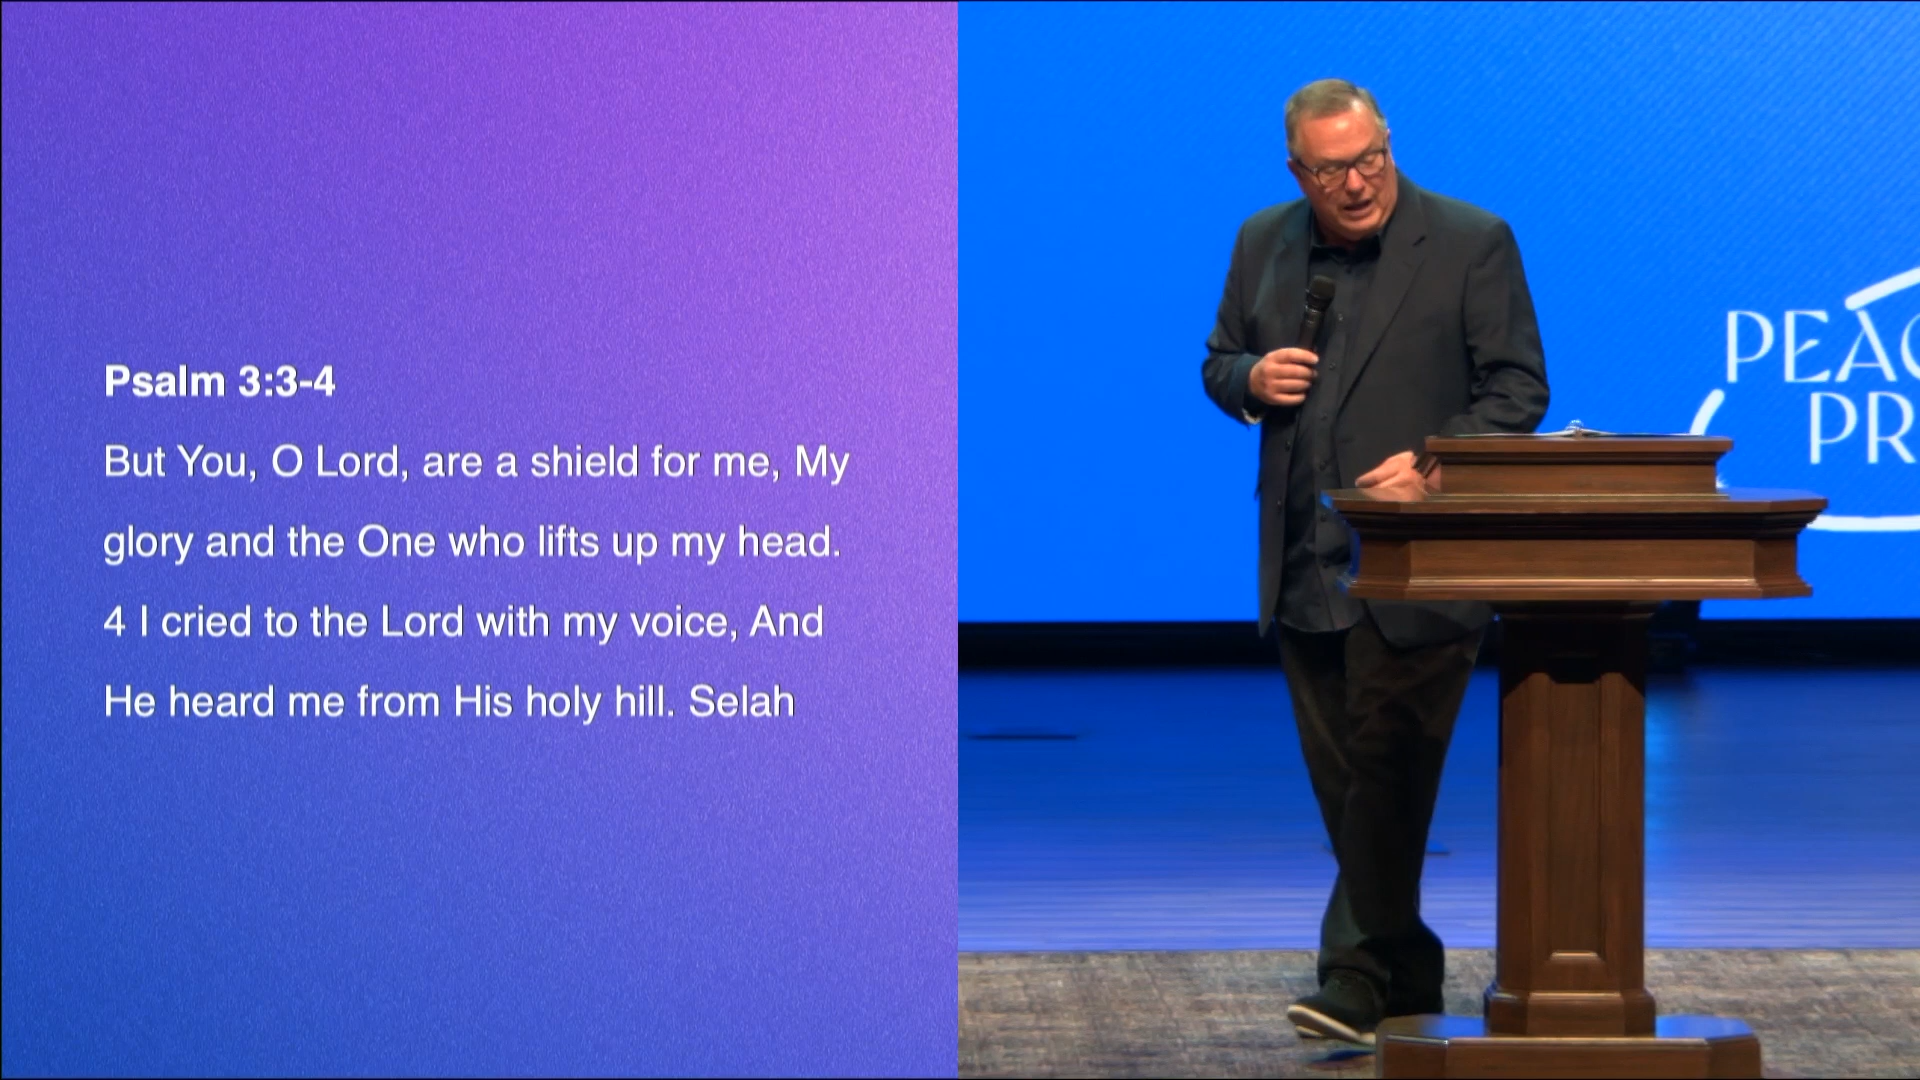 Psalm 3:3-4
But You, O Lord, are a shield for me, My
glory and the One who lifts up my head.
4 I cried to the Lord with my voice, And
He heard me from His holy hill. Selah